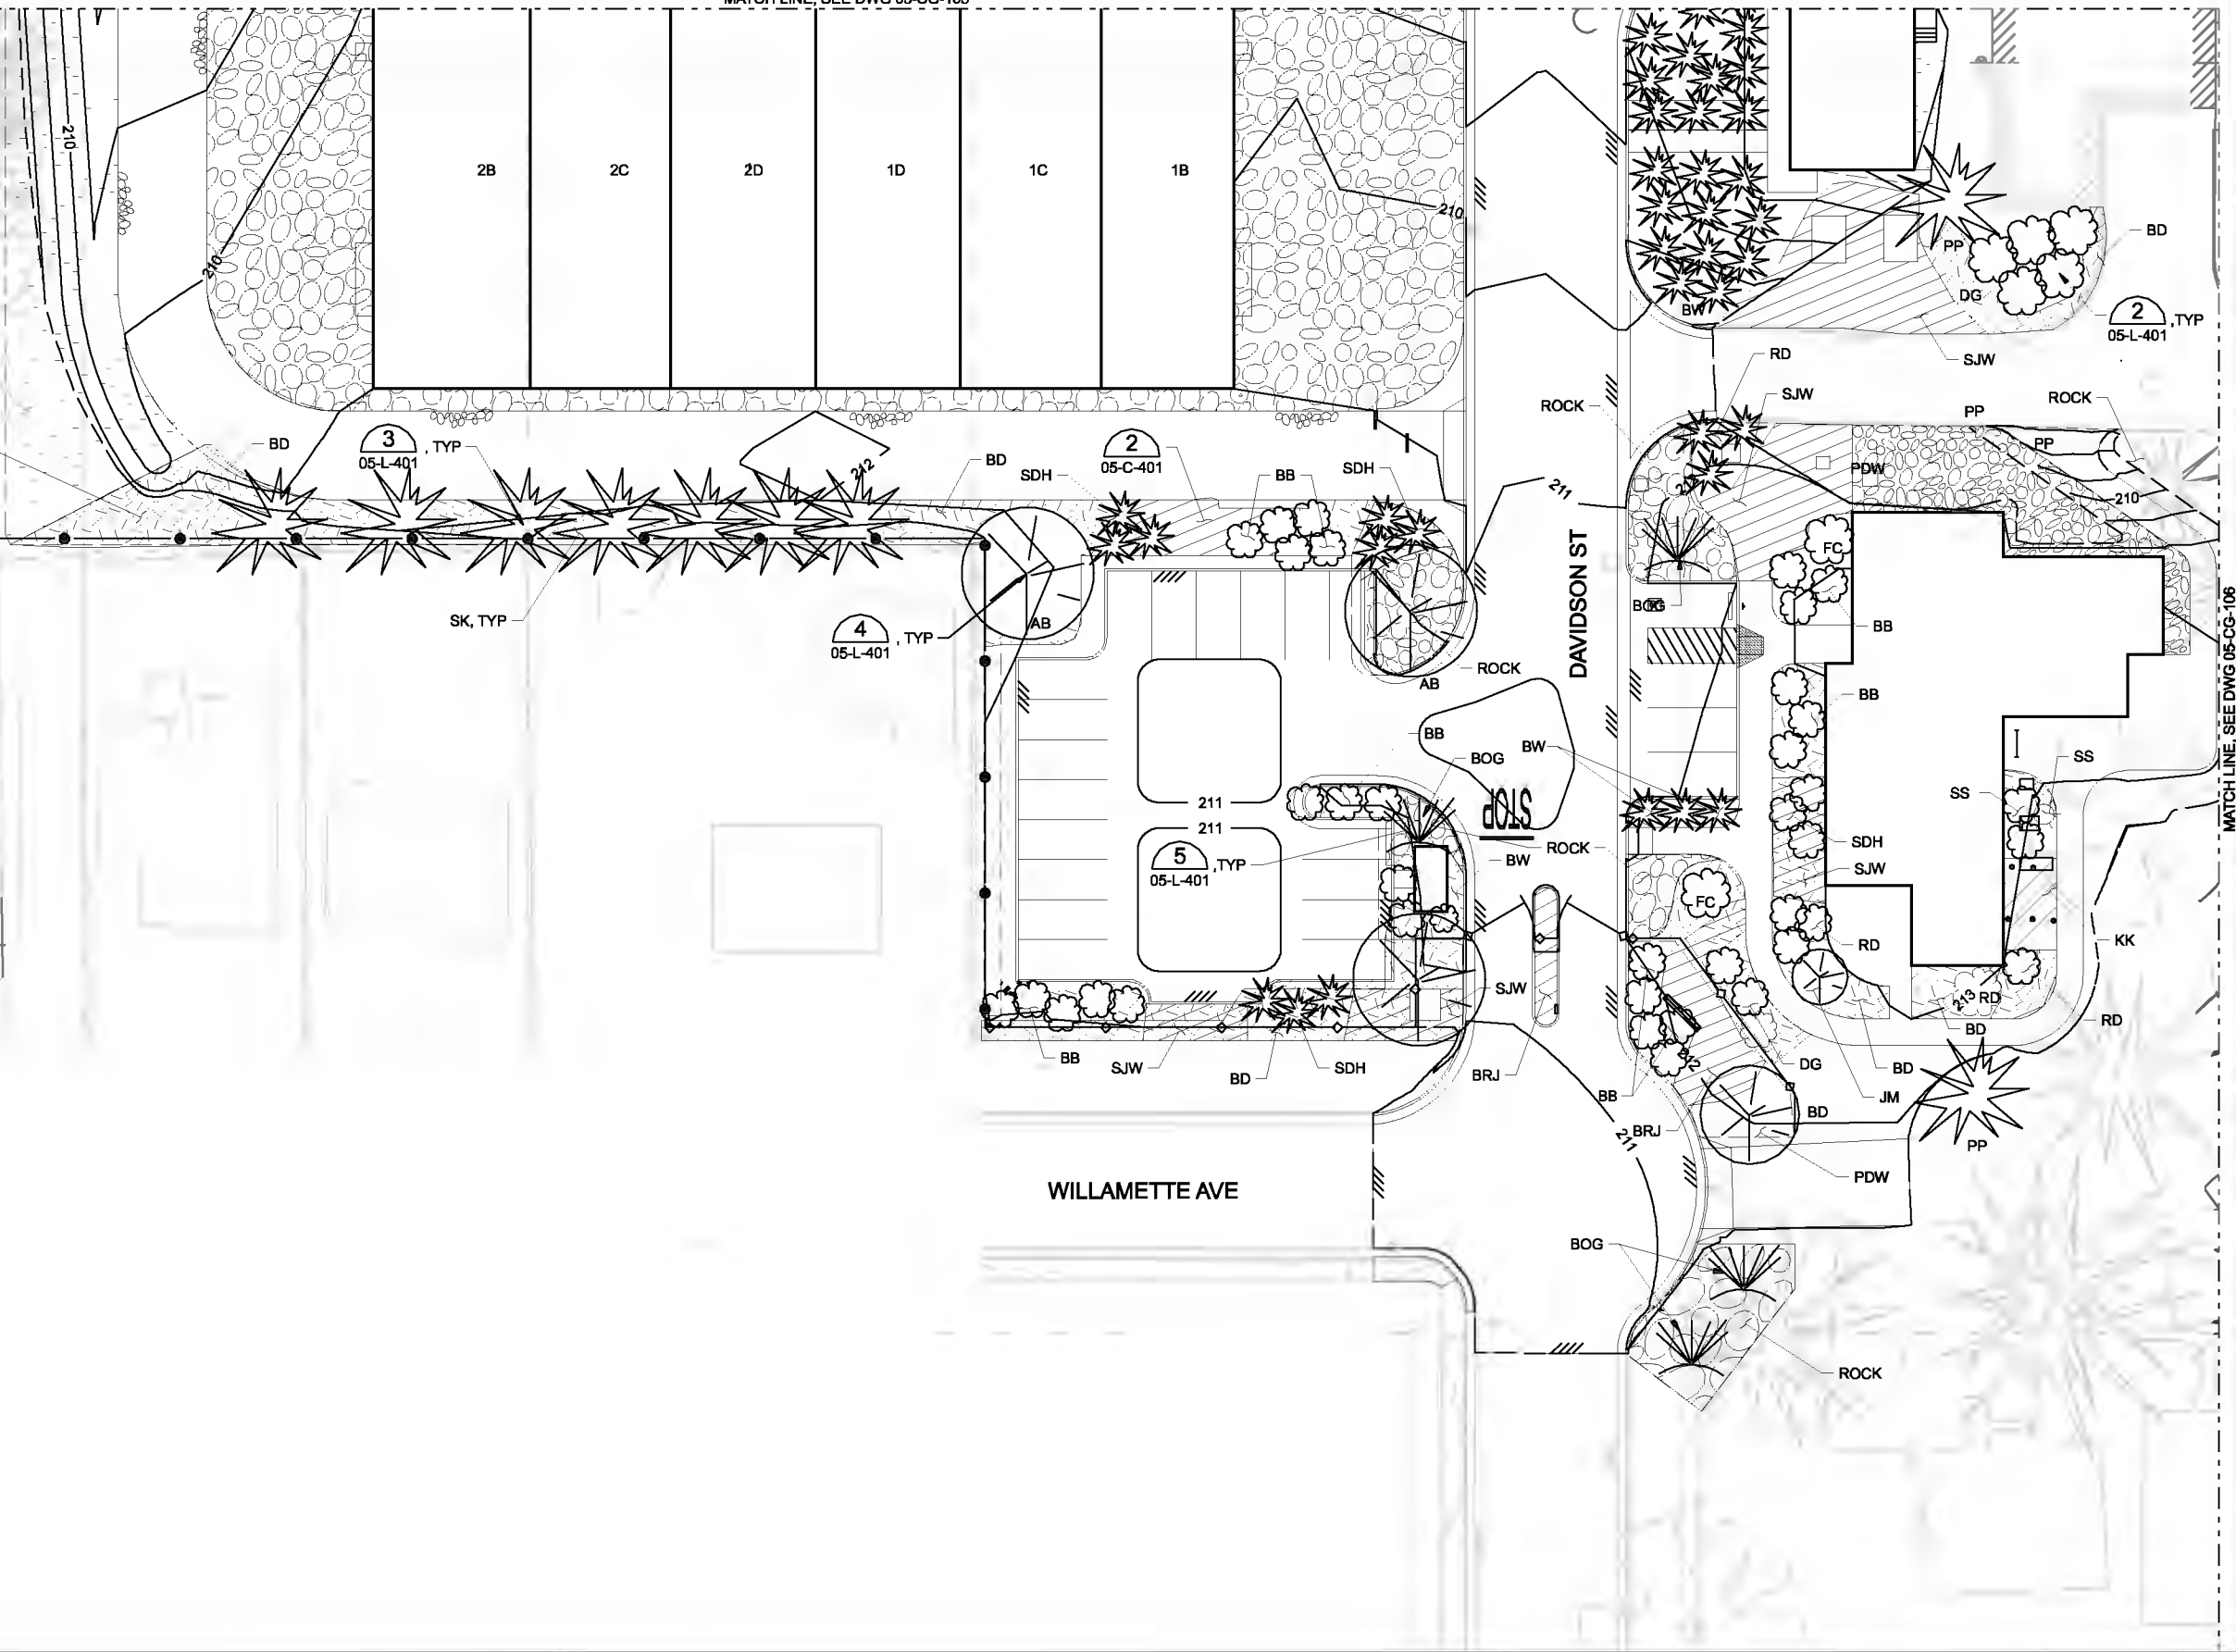 210
2B
2C
2D
1D
1C
1B
210
210
PP
BD
DG
BW
2
,TYP
05-L-401
SJW
RD
SJW
ROCK
PP
ROCK
PP
PDW
210
BD
3
, TYP
05-L-401
212
BD
SDH
2
05-C-401
BB
SDH
211
DAVIDSON ST
FC
BOG
BB
SK, TYP
4
, TYP
05-L-401
AB
ROCK
AB
BB
BB
BW
BOG
SS
SS
MATCH LINE, SEE DWG 05-CG-106
211
211
STOP
5
,TYP
05-L-401
BW
ROCK
SDH
SJW
FC
RD
KK
SJW
213
RD
BD
RD
BB
SJW
BD
SDH
BRJ
212
DG
BD
BB
JM
BD
BRJ
211
PP
PDW
WILLAMETTE AVE
BOG
ROCK